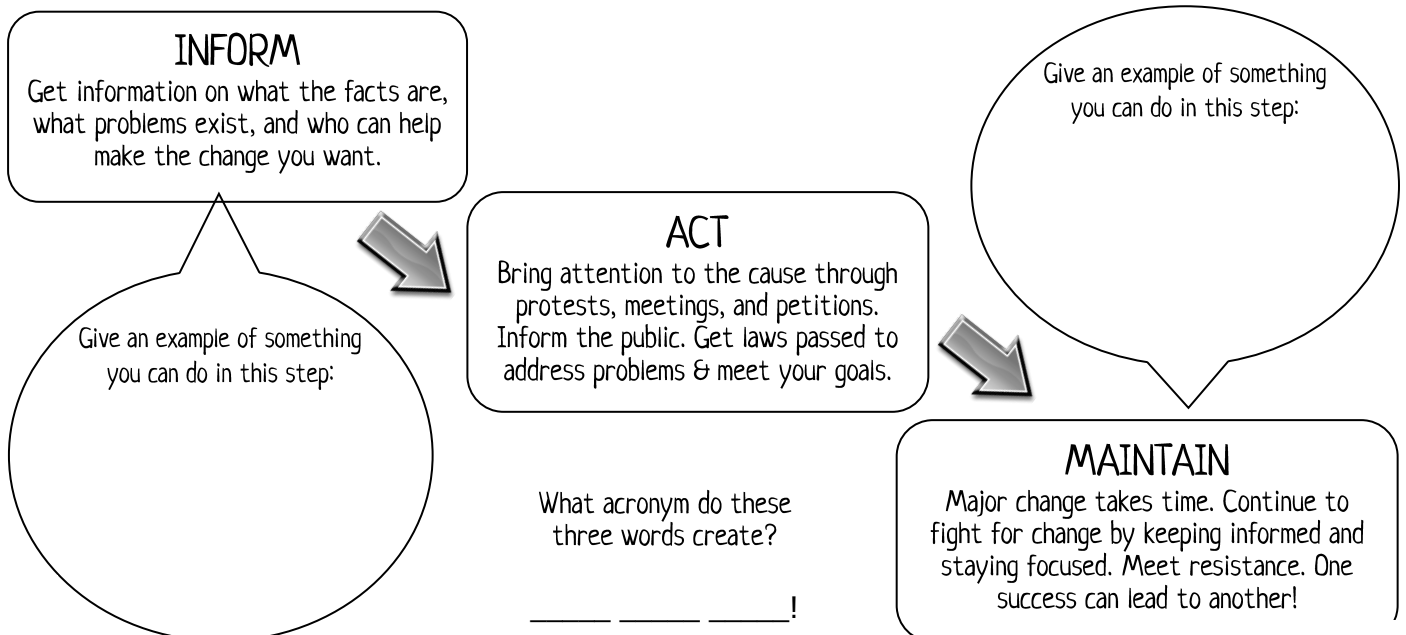 INFORM
Get information on what the facts are,
what problems exist, and who can help
make the change you want.
Give an example of something
you can do in this step:
ACT
Bring attention to the cause through
protests, meetings, and petitions.
Inform the public. Get laws passed to
address problems & meet your goals.
Give an example of something
you can do in this step:
MAINTAIN
Major change takes time. Continue to
fight for change by keeping informed and
staying focused. Meet resistance. One
success can lead to another!
What acronym do these
three words create?
_____ _____ _____!